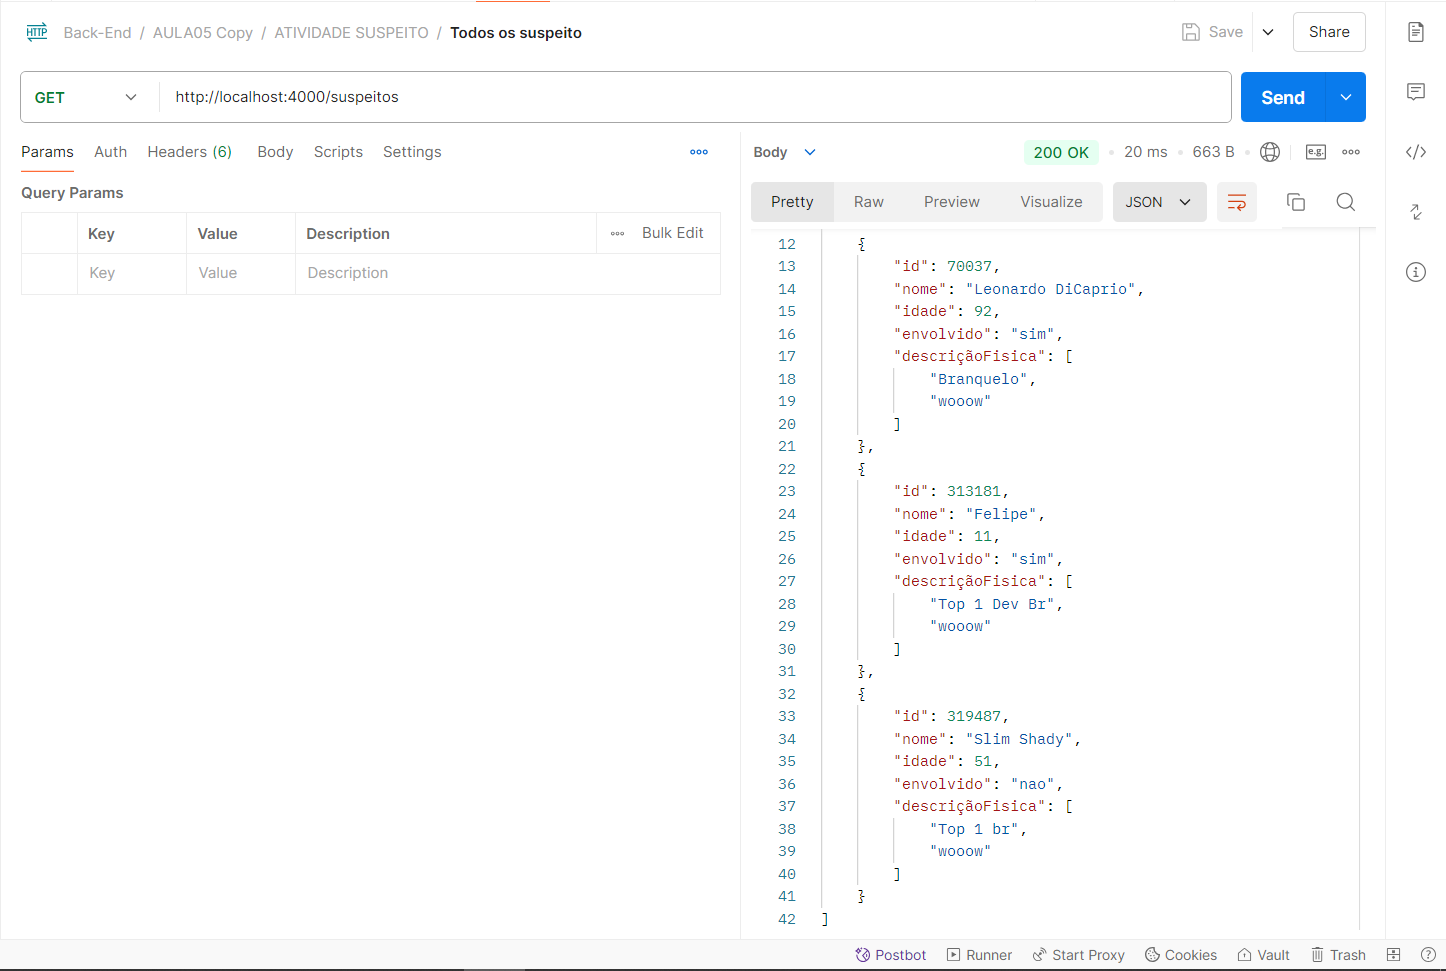 HTTP Back-End / AULA05 Copy / ATIVIDADE SUSPEITO / Todos os suspeito
Save Share
GET http://localhost:4000/suspeitos Send
Params Auth Headers (6) Body Scripts Settings
Query Params
Key Value Description Bulk Edit
Key Value Description
Body 200 OK 20 ms 663 B e.g.
Pretty Raw Preview Visualize JSON
12 {
13 "id": 70037,
14 "nome": "Leonardo DiCaprio",
15 "idade": 92,
16 "envolvido": "sim",
17 "descriçãoFisica": [
18 "Branquelo",
19 "wooow"
20 ]
21 },
22 {
23 "id": 313181,
24 "nome": "Felipe",
25 "idade": 11,
26 "envolvido": "sim",
27 "descriçãoFisica": [
28 "Top 1 Dev Br",
29 "wooow"
30 ]
31 },
32 {
33 "id": 319487,
34 "nome": "Slim Shady",
35 "idade": 51,
36 "envolvido": "nao",
37 "descriçãoFisica": [
38 "Top 1 br",
39 "wooow"
40 ]
41 }
42 ]
Postbot Runner Start Proxy Cookies Vault Trash